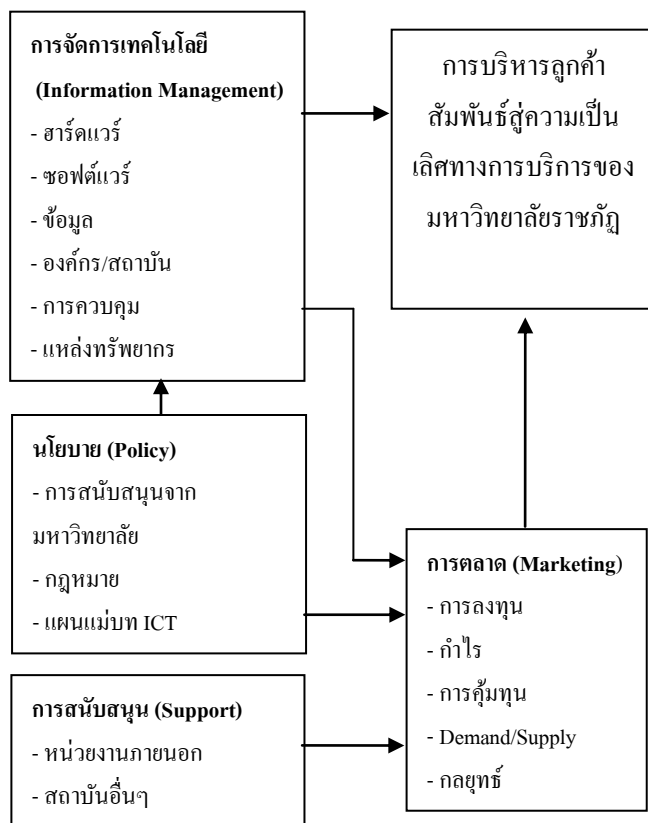 การจัดการเทคโนโลยี
(Information Management)
- ฮาร์ดแวร์
- ซอฟต์แวร์
- ข้อมูล
- องค์กร/สถาบัน
- การควบคุม
- แหล่งทรัพยากร
การบริหารลูกค้า
สัมพันธ์สู่ความเป็น
เลิศทางการบริการของ
มหาวิทยาลัยราชภัฏ
นโยบาย (Policy)
- การสนับสนุนจาก
มหาวิทยาลัย
- กฎหมาย
- แผนแม่บท ICT
การตลาด (Marketing)
- การลงทุน
- กำไร
- การคุ้มทุน
- Demand/Supply
- กลยุทธ์
การสนับสนุน (Support)
- หน่วยงานภายนอก
- สถาบันอื่นๆ